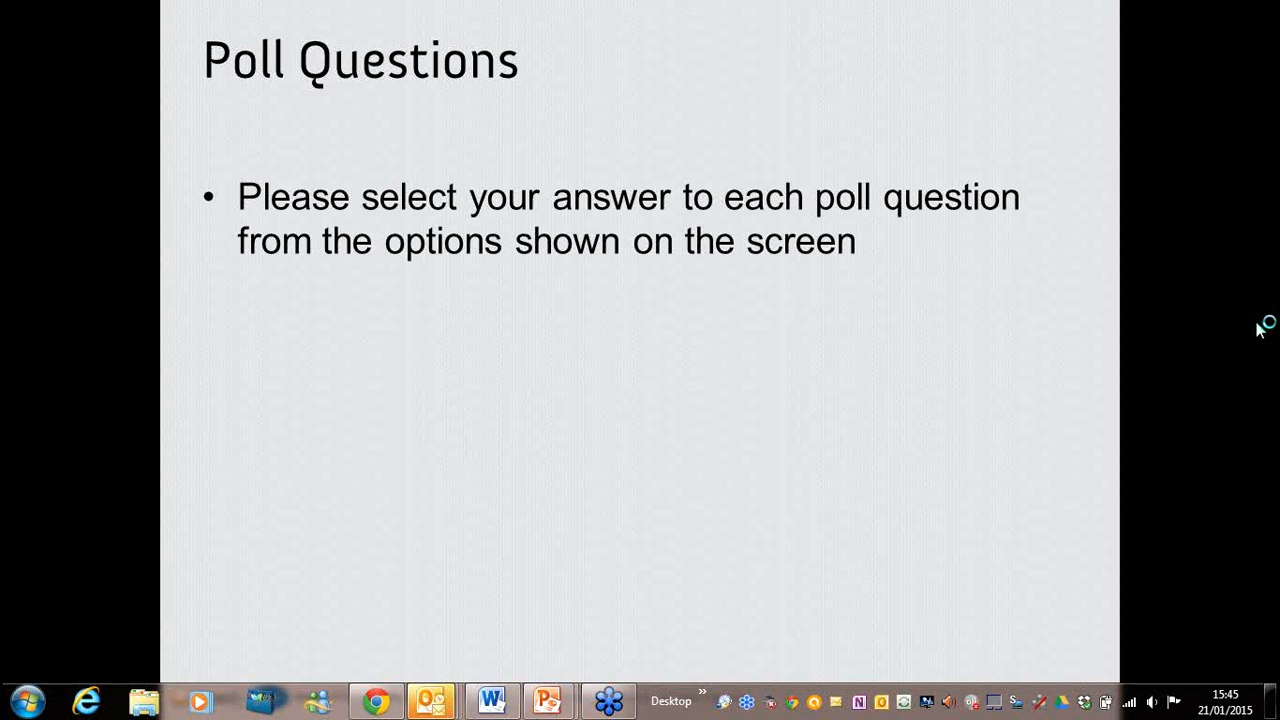 Poll Questions
• Please select your answer to each poll question
from the options shown on the screen
Desktop
15:45
21/01/2015